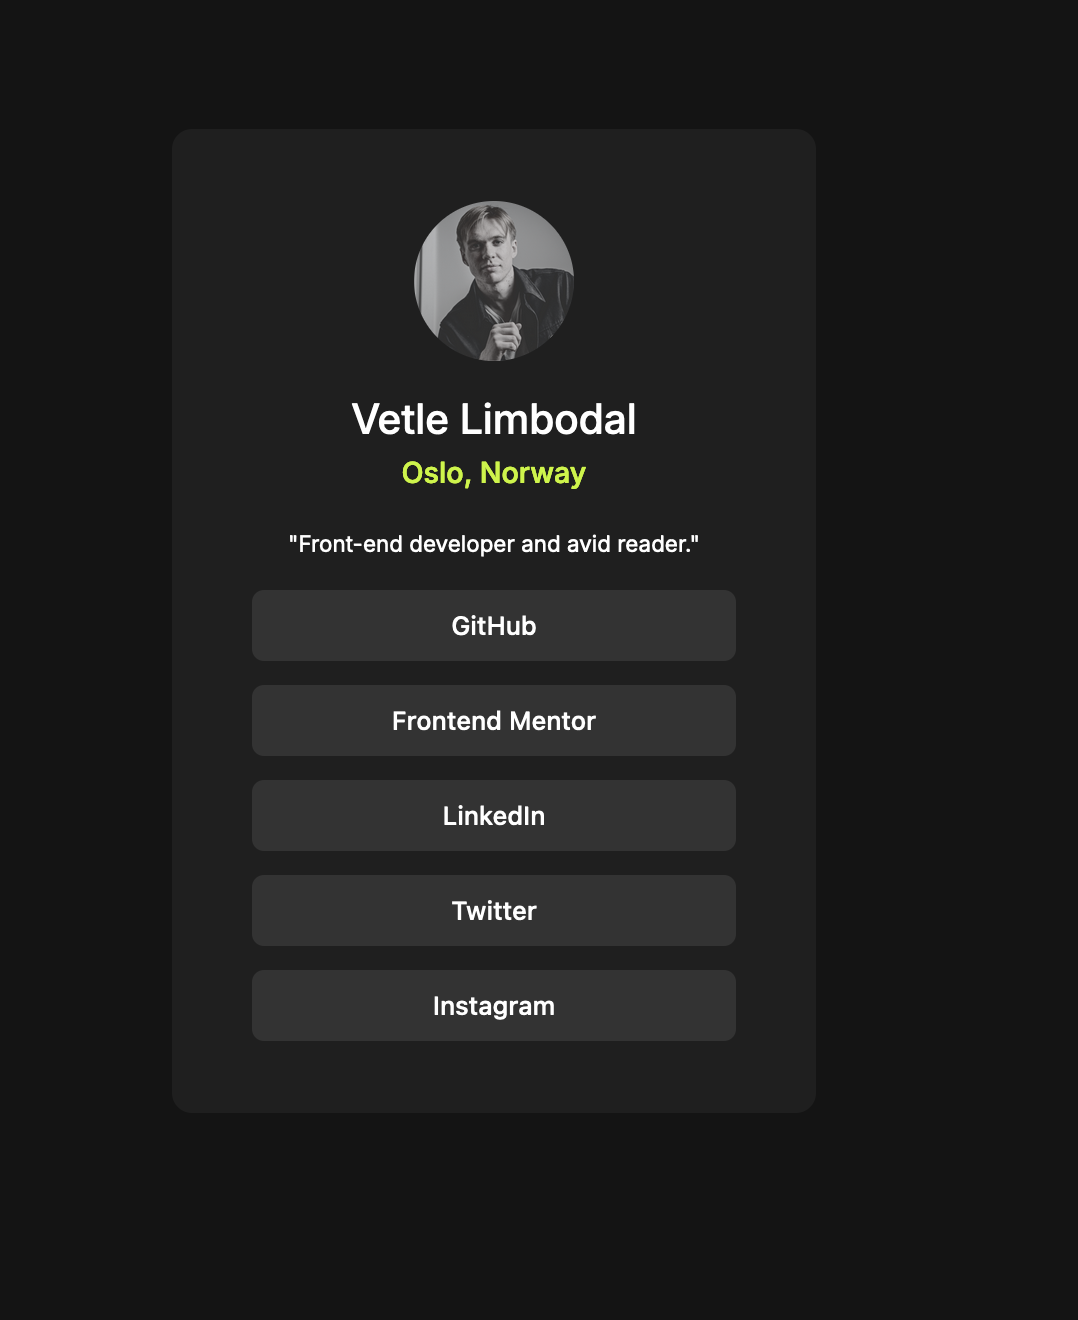 Vetle Limbodal
Oslo, Norway
"Front-end developer and avid reader."
GitHub
Frontend Mentor
LinkedIn
Twitter
Instagram